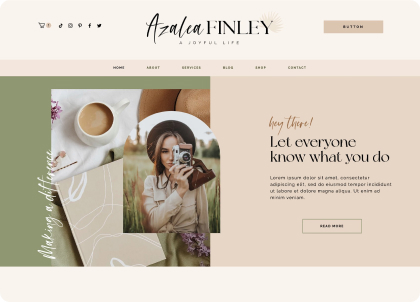 Azalea FINLEY
A JOYFUL LIFE
BUTTON
HOME ABOUT SERVICES BLOG SHOP CONTACT
Making a difference
hey there!
Let everyone
know what you do
Lorem ipsum dolor sit amet, consectetur
adipiscing elit, sed do eiusmod tempor incididunt
ut labore et dolore magna aliqua. Ut enim ad
minim veniam.
READ MORE